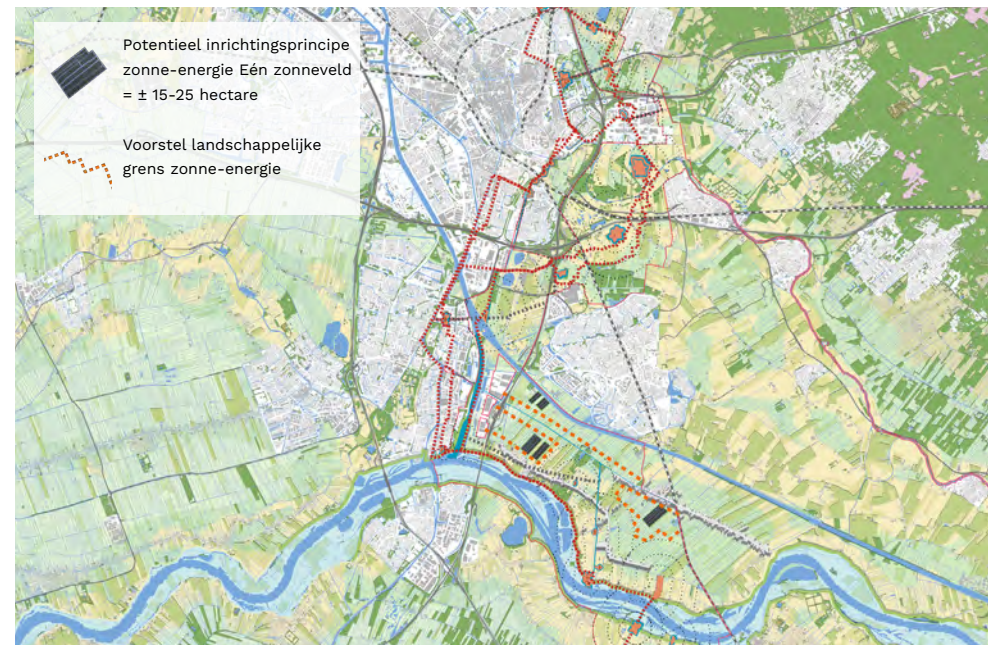 Potentieel inrichtingsprincipe
zonne-energie Eén zonneveld
= ± 15-25 hectare
Voorstel landschappelijke
grens zonne-energie